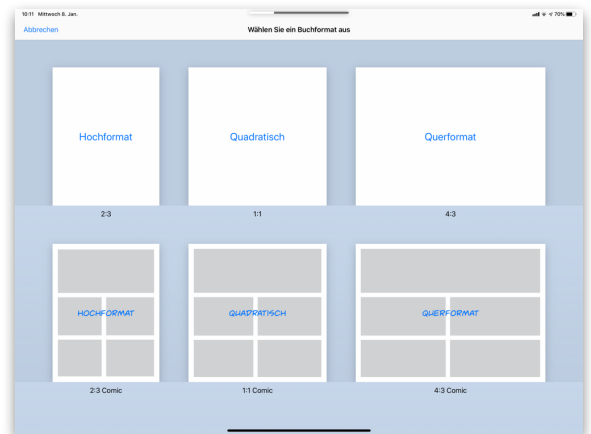 10:11 Mittwoch 8. Jan.
70%
Abbrechen
Wählen Sie ein Buchformat aus
Hochformat
Quadratisch
Querformat
2:3
1:1
4:3
HOCHFORMAT
QUADRATISCH
QUERFORMAT
2:3 Comic
1:1 Comic
4:3 Comic